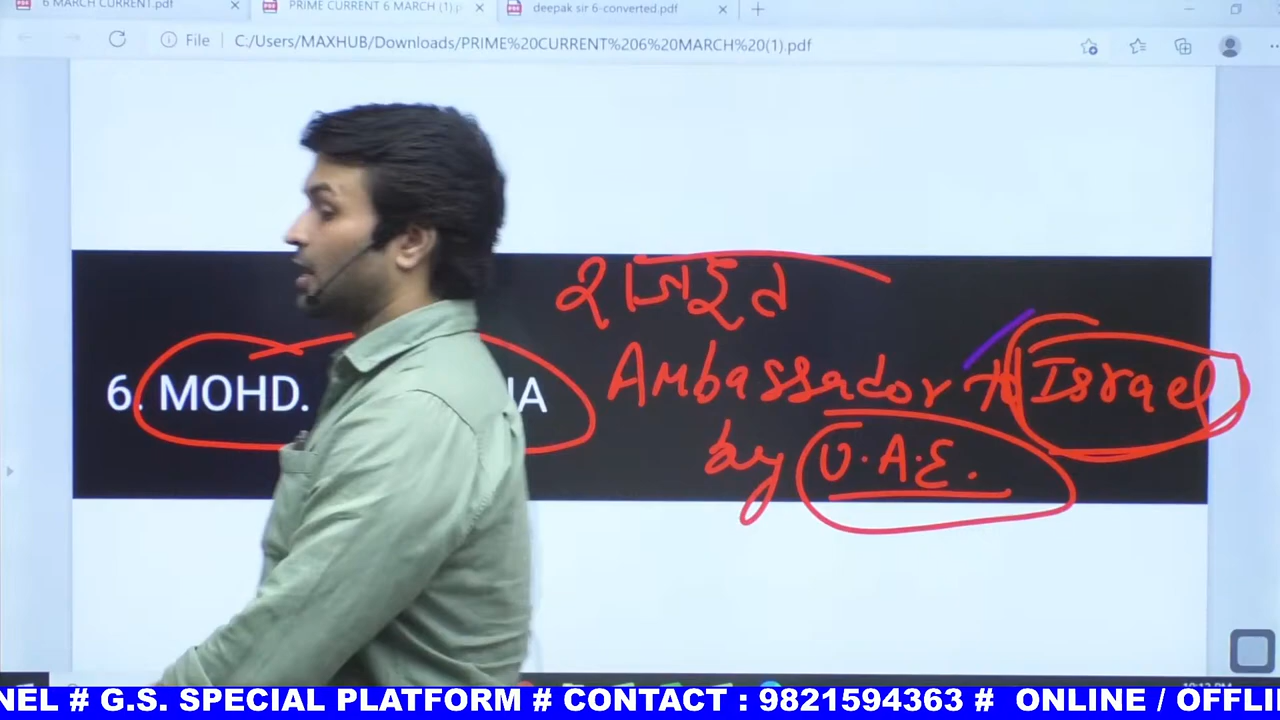 6 MARCH CURRENT.pdf
PRIME CURRENT 6 MARCH (1).p
deepak sir 6-converted.pdf
File
C:/Users/MAXHUB/Downloads/PRIME%20CURRENT%206%20MARCH%20(1).pdf
राजदूत
6. MOHD.
Ambassador to Israel
by U.A.E.
NEL # G.S. SPECIAL PLATFORM # CONTACT : 9821594363 # ONLINE / OFFLI